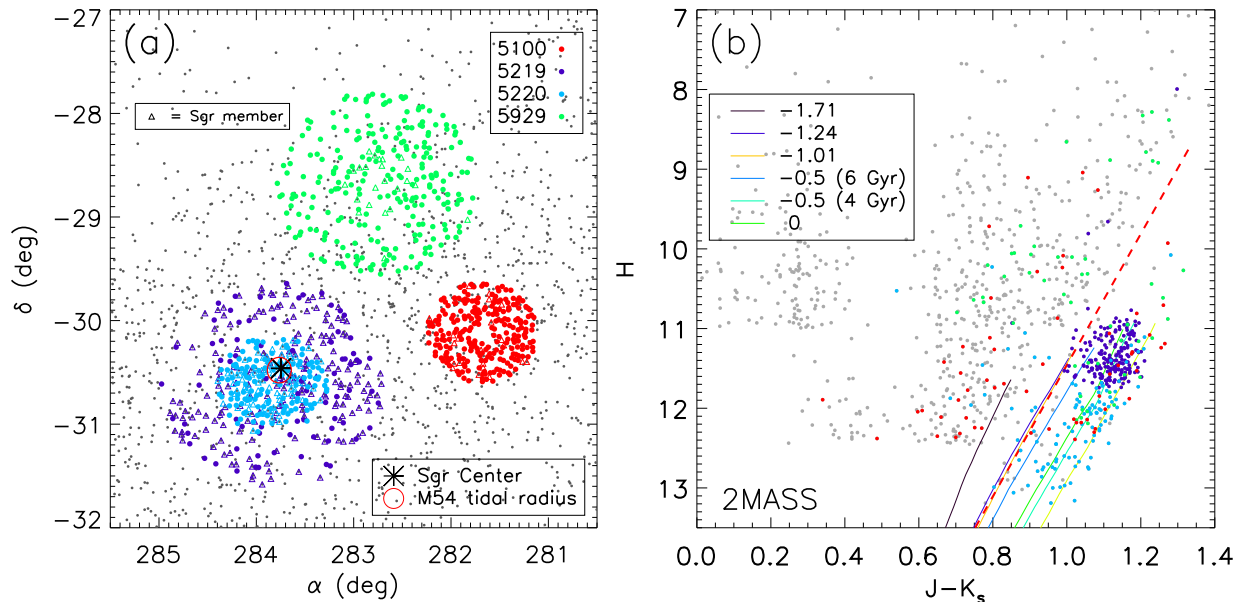 (a)
5100
5219
5220
5929
△ = Sgr member
Sgr Center
M54 tidal radius
−27
−28
−29
−30
−31
−32
δ (deg)
285 284 283 282 281
α (deg)
(b)
−1.71
−1.24
−1.01
−0.5 (6 Gyr)
−0.5 (4 Gyr)
0
2MASS
7
8
9
10
11
12
13
H
0.0 0.2 0.4 0.6 0.8 1.0 1.2 1.4
J−Ks